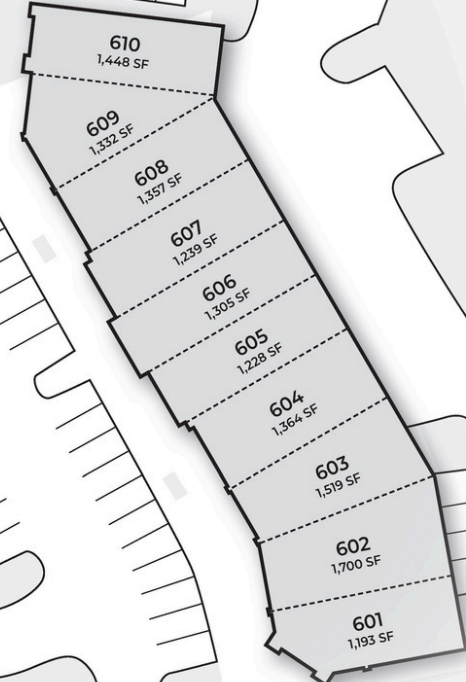 610
1,448 SF
609
1,332 SF
608
1,357 SF
607
1,239 SF
606
1,305 SF
605
1,228 SF
604
1,364 SF
603
1,519 SF
602
1,700 SF
601
1,193 SF